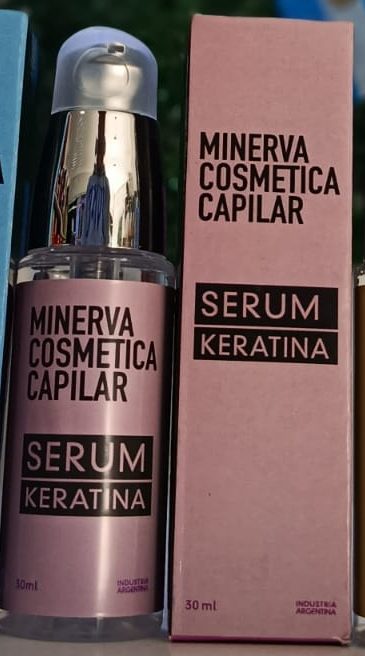 MINERVA
COSMETICA
CAPILAR
SERUM
KERATINA
30ml
INDUSTRIA
ARGENTINA
MINERVA
COSMETICA
CAPILAR
SERUM
KERATINA
30 ml
INDUSTRIA
ARGENTINA